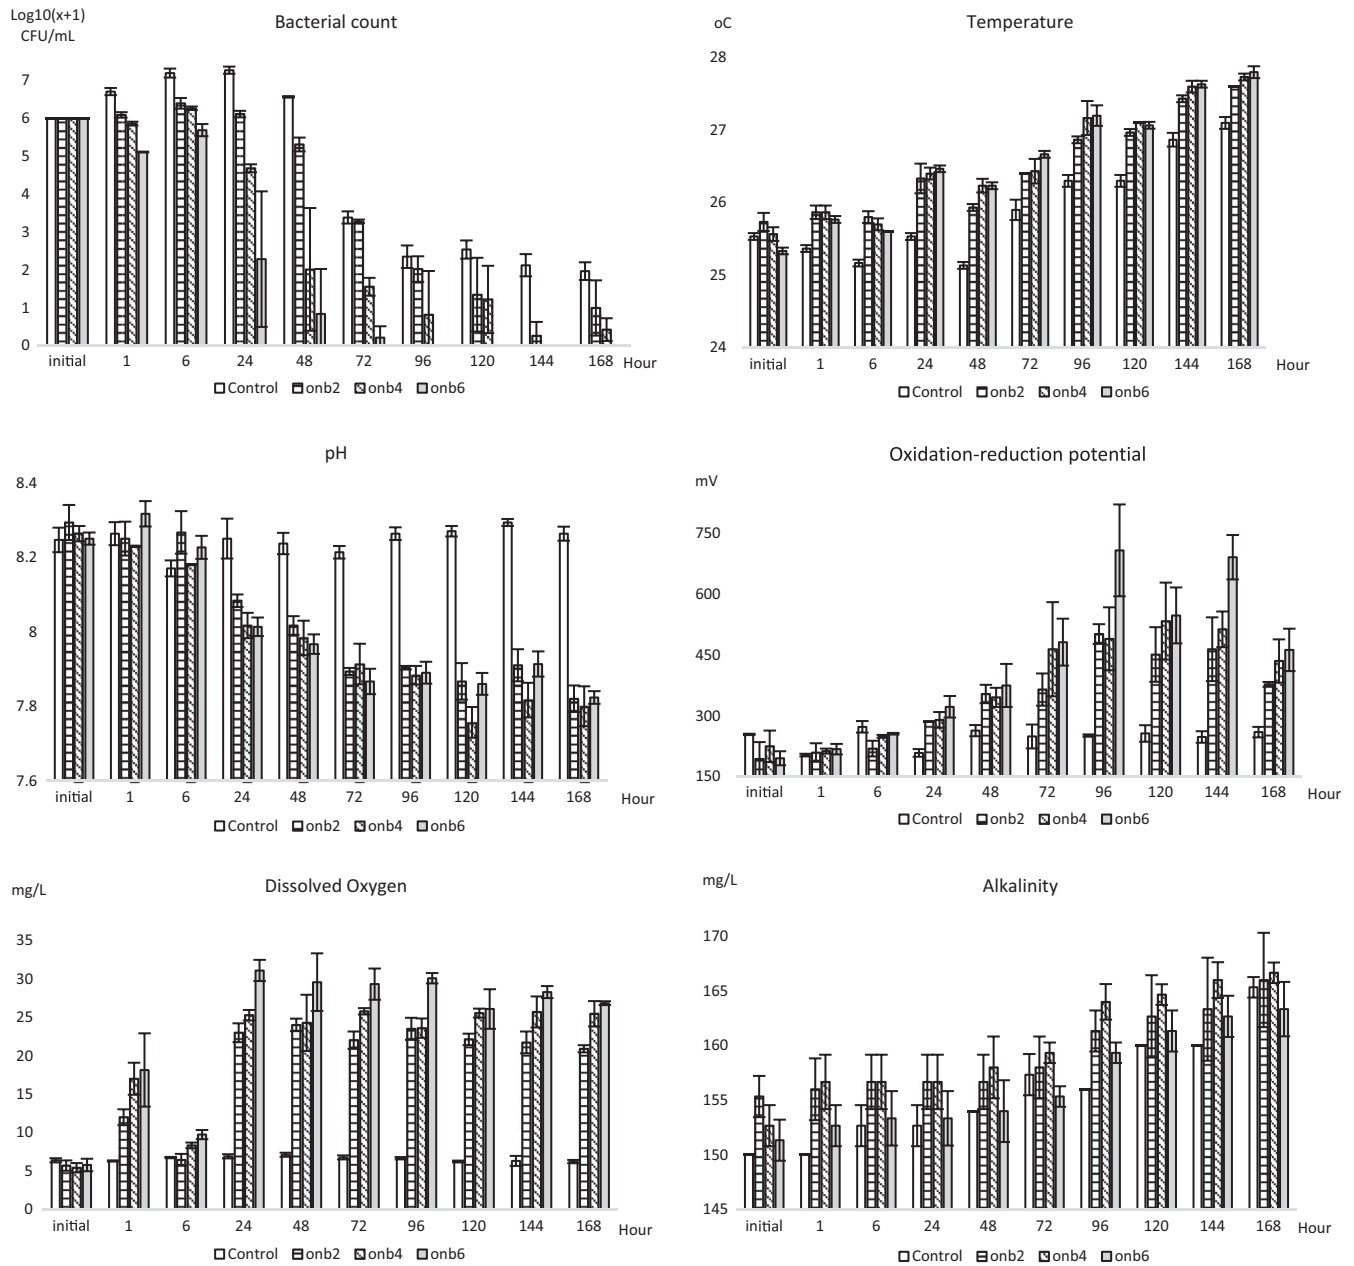 Log10(x+1)
CFU/mL
Bacterial count
7
6
5
4
3
2
1
0
initial 1 6 24 48 72 96 120 144 168 Hour
Control onb2 onb4 onb6
oC
Temperature
28
27
26
25
24
initial 1 6 24 48 72 96 120 144 168 Hour
Control onb2 onb4 onb6
pH
8.4
8.2
8
7.8
7.6
initial 1 6 24 48 72 96 120 144 168 Hour
Control onb2 onb4 onb6
Oxidation-reduction potential
mV
750
600
450
300
150
initial 1 6 24 48 72 96 120 144 168 Hour
Control onb2 onb4 onb6
mg/L
Dissolved Oxygen
35
30
25
20
15
10
5
0
initial 1 6 24 48 72 96 120 144 168 Hour
Control onb2 onb4 onb6
mg/L
Alkalinity
170
165
160
155
150
145
initial 1 6 24 48 72 96 120 144 168 Hour
Control onb2 onb4 onb6